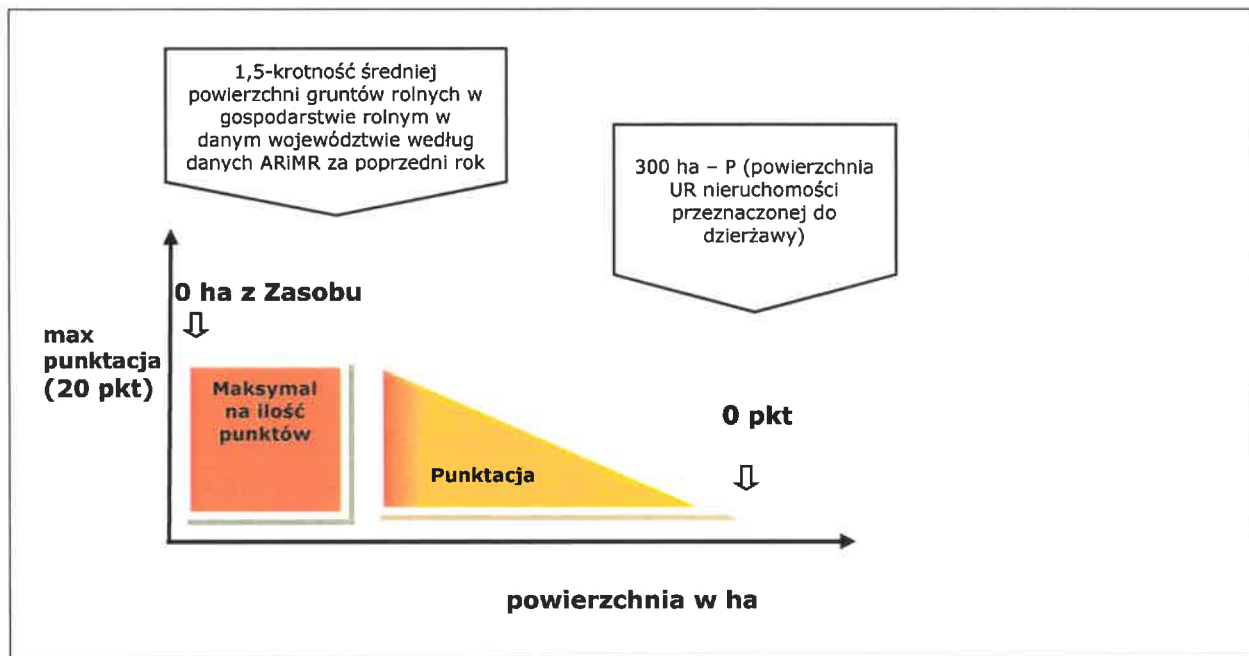 1,5-krotność średniej
powierzchni gruntów rolnych w
gospodarstwie rolnym w
danym województwie według
danych ARiMR za poprzedni rok
300 ha – P (powierzchnia
UR nieruchomości
przeznaczonej do
dzierżawy)
0 ha z Zasobu
max
punktacja
(20 pkt)
Maksymal
na ilość
punktów
Punktacja
0 pkt
powierzchnia w ha